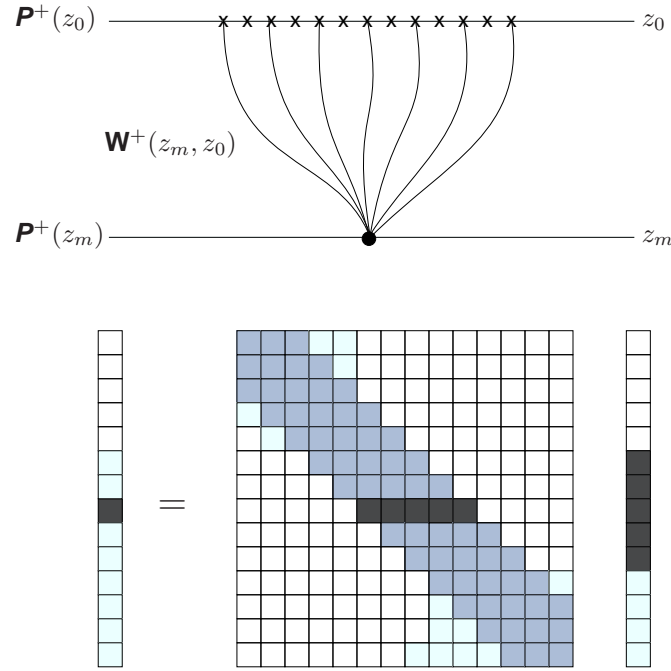 𝑷⁺(z₀) x x x x x x x x x x x x x z₀
𝐖⁺(zₘ, z₀)
𝑷⁺(zₘ) zₘ
=